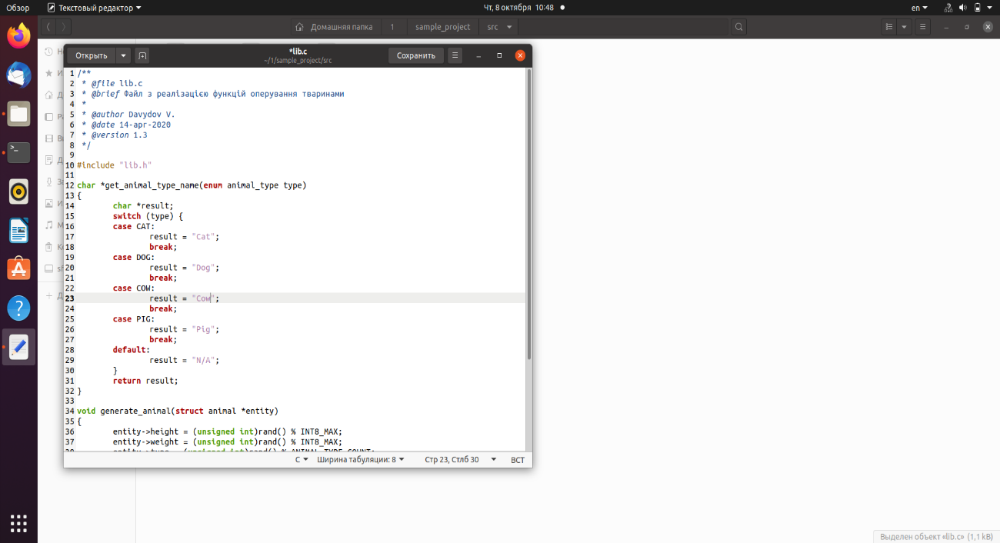 Обзор
Текстовый редактор
Чт, 8 октября 10:48
en
Домашняя папка
1
sample_project
src
Открыть
*lib.c
~/1/sample_project/src
Сохранить
1 /**
2 * @file lib.c
3 * @brief Файл з реалізацією функцій оперування тваринами
4 *
5 * @author Davydov V.
6 * @date 14-apr-2020
7 * @version 1.3
8 */
9
10 #include "lib.h"
11
12 char *get_animal_type_name(enum animal_type type)
13 {
14 char *result;
15 switch (type) {
16 case CAT:
17 result = "Cat";
18 break;
19 case DOG:
20 result = "Dog";
21 break;
22 case COW:
23 result = "Cow";
24 break;
25 case PIG:
26 result = "Pig";
27 break;
28 default:
29 result = "N/A";
30 }
31 return result;
32 }
33
34 void generate_animal(struct animal *entity)
35 {
36 entity->height = (unsigned int)rand() % INT8_MAX;
37 entity->weight = (unsigned int)rand() % INT8_MAX;
38 entity->type = (unsigned int)rand() % ANIMAL_TYPE_COUNT;
C
Ширина табуляции: 8
Стр 23, Стлб 30
ВСТ
Выделен объект «lib.c» (1,1 kB)